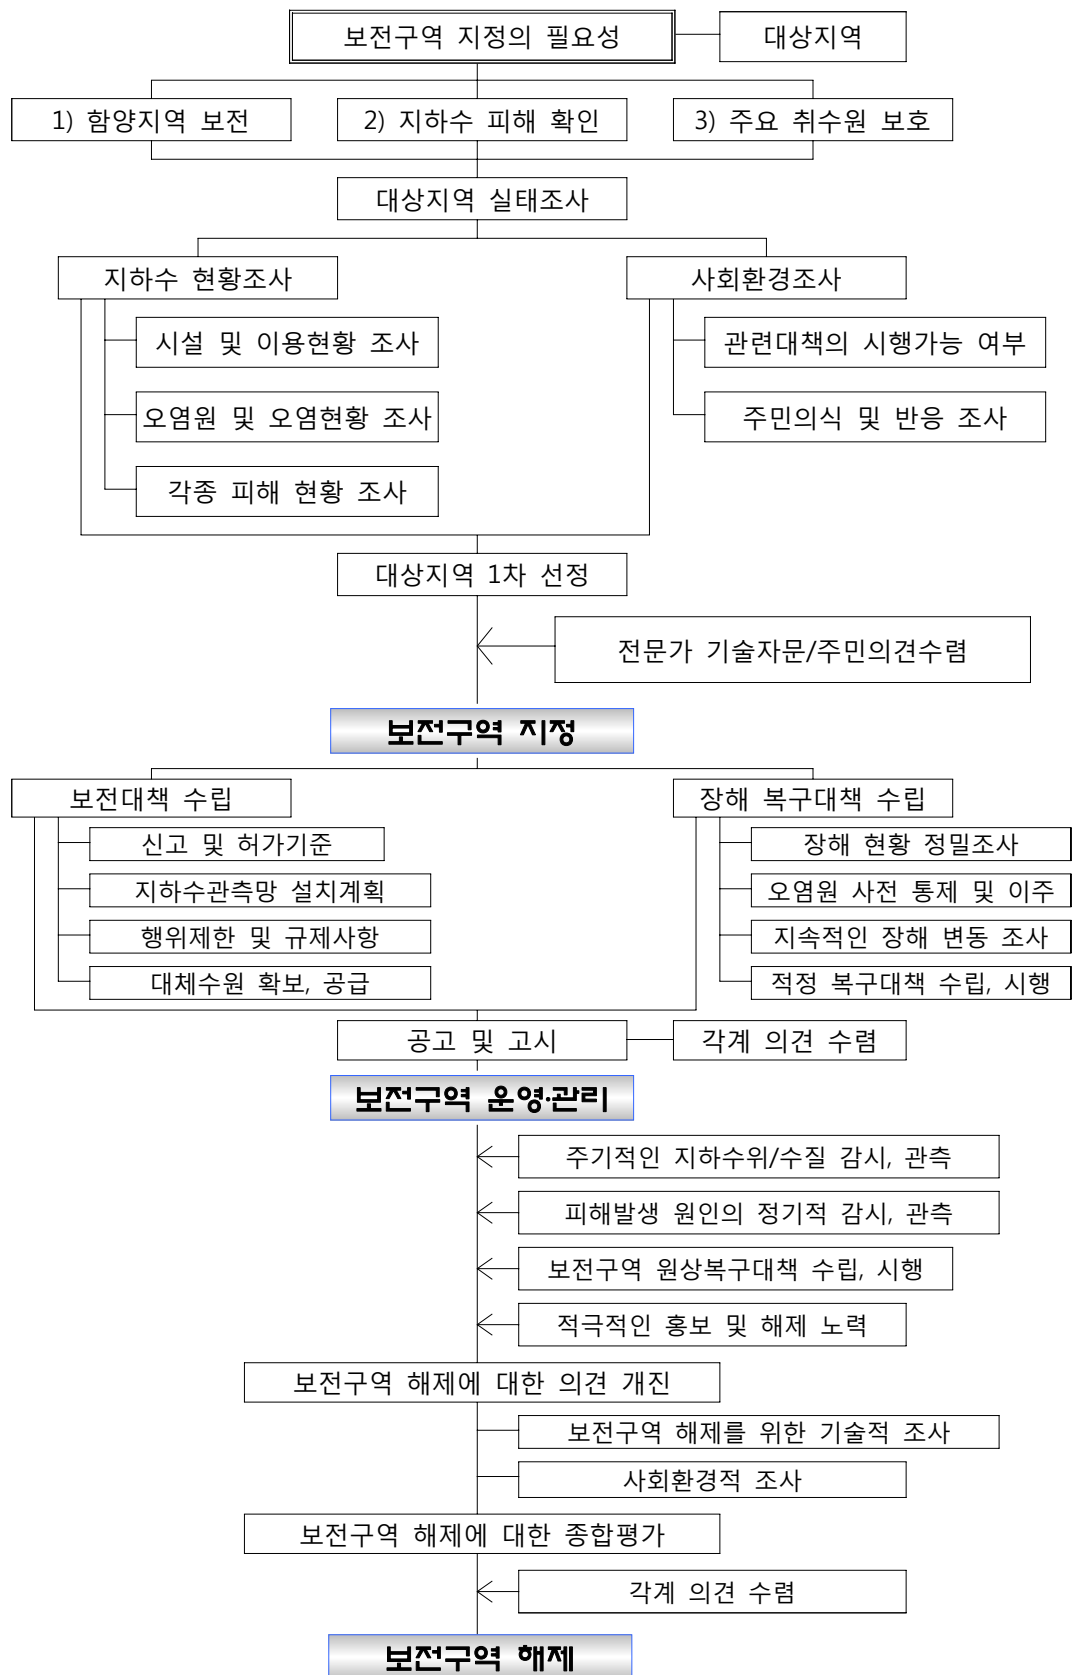 보전구역 지정의 필요성
대상지역
1) 함양지역 보전
2) 지하수 피해 확인
3) 주요 취수원 보호
대상지역 실태조사
지하수 현황조사
사회환경조사
시설 및 이용현황 조사
관련대책의 시행가능 여부
오염원 및 오염현황 조사
주민의식 및 반응 조사
각종 피해 현황 조사
대상지역 1차 선정
전문가 기술자문/주민의견수렴
보전구역 지정
보전대책 수립
장해 복구대책 수립
신고 및 허가기준
장해 현황 정밀조사
지하수관측망 설치계획
오염원 사전 통제 및 이주
행위제한 및 규제사항
지속적인 장해 변동 조사
대체수원 확보, 공급
적정 복구대책 수립, 시행
공고 및 고시
각계 의견 수렴
보전구역 운영·관리
주기적인 지하수위/수질 감시, 관측
피해발생 원인의 정기적 감시, 관측
보전구역 원상복구대책 수립, 시행
적극적인 홍보 및 해제 노력
보전구역 해제에 대한 의견 개진
보전구역 해제를 위한 기술적 조사
사회환경적 조사
보전구역 해제에 대한 종합평가
각계 의견 수렴
보전구역 해제